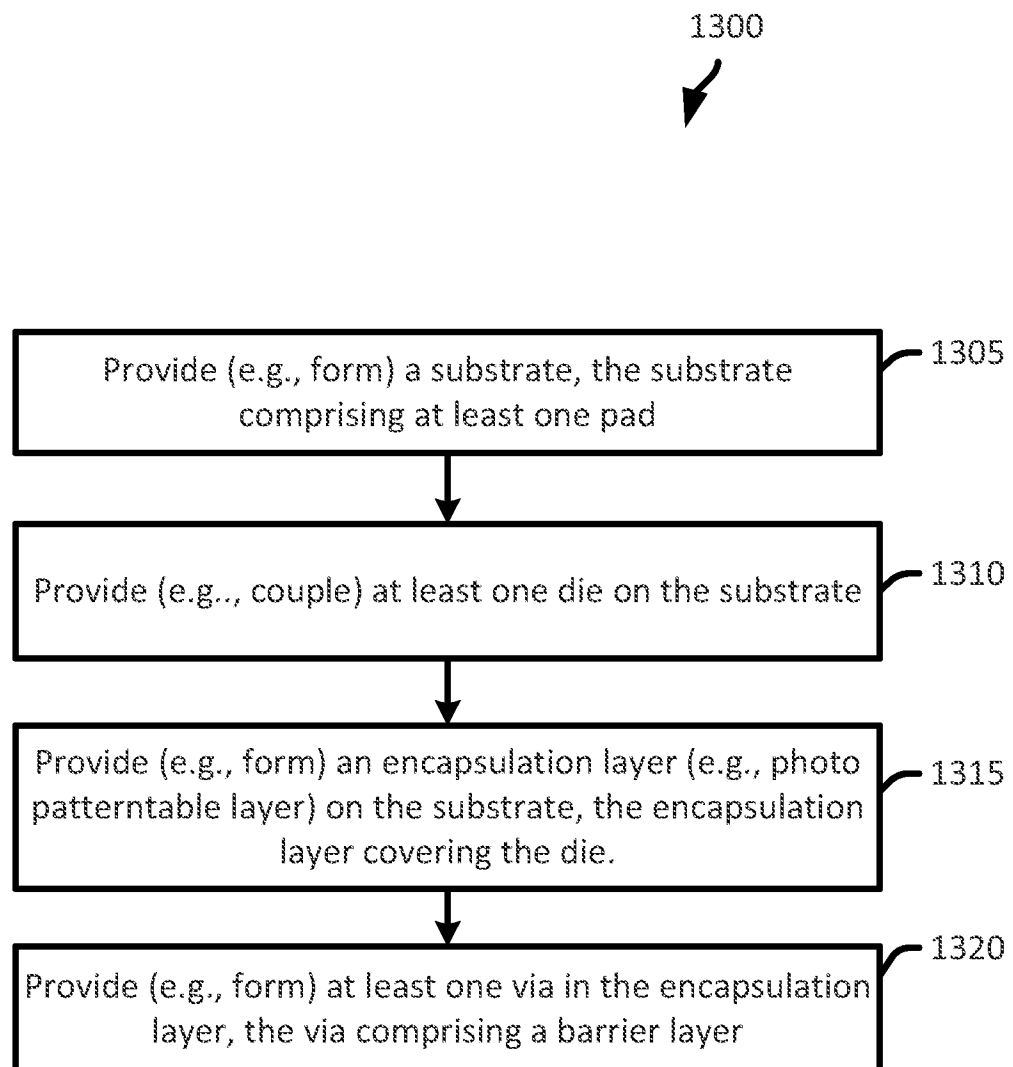 1300
Provide (e.g., form) a substrate, the substrate
comprising at least one pad
1305
Provide (e.g.., couple) at least one die on the substrate
1310
Provide (e.g., form) an encapsulation layer (e.g., photo
patterntable layer) on the substrate, the encapsulation
layer covering the die.
1315
Provide (e.g., form) at least one via in the encapsulation
layer, the via comprising a barrier layer
1320